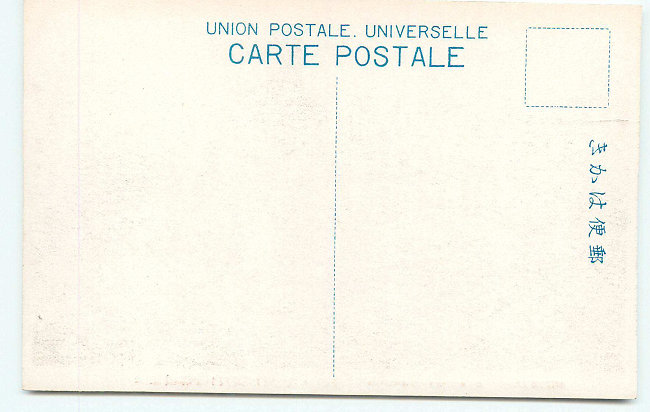 UNION POSTALE. UNIVERSELLE
CARTE POSTALE
郵便はかき